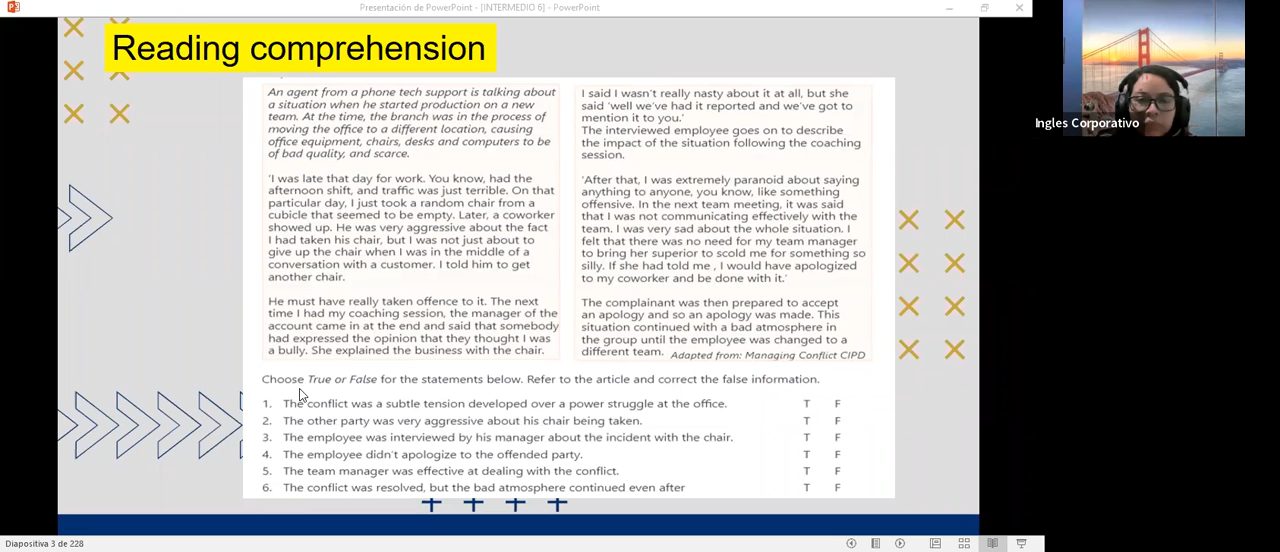 Presentación de PowerPoint - [INTERMEDIO 6] - PowerPoint
Reading comprehension
An agent from a phone tech support is talking about
a situation when he started production on a new
team. At the time, the branch was in the process of
moving the office to a different location, causing
office equipment, chairs, desks and computers to be
of bad quality, and scarce.
'I was late that day for work. You know, had the
afternoon shift, and traffic was just terrible. On that
particular day, I just took a random chair from a
cubicle that seemed to be empty. Later, a coworker
showed up. He was very aggressive about the fact
I had taken his chair, but I was not just about to
give up the chair when I was in the middle of a
conversation with a customer. I told him to get
another chair.
He must have really taken offence to it. The next
time I had my coaching session, the manager of the
account came in at the end and said that somebody
had expressed the opinion that they thought I was
a bully. She explained the business with the chair.
I said I wasn't really nasty about it at all, but she
said 'well we've had it reported and we've got to
mention it to you.'
The interviewed employee goes on to describe
the impact of the situation following the coaching
session.
'After that, I was extremely paranoid about saying
anything to anyone, you know, like something
offensive. In the next team meeting, it was said
that I was not communicating effectively with the
team. I was very sad about the whole situation. I
felt that there was no need for my team manager
to bring her superior to scold me for something so
silly. If she had told me , I would have apologized
to my coworker and be done with it.'
The complainant was then prepared to accept
an apology and so an apology was made. This
situation continued with a bad atmosphere in
the group until the employee was changed to a
different team. Adapted from: Managing Conflict CIPD
Choose True or False for the statements below. Refer to the article and correct the false information.
1. The conflict was a subtle tension developed over a power struggle at the office. T F
2. The other party was very aggressive about his chair being taken. T F
3. The employee was interviewed by his manager about the incident with the chair. T F
4. The employee didn't apologize to the offended party. T F
5. The team manager was effective at dealing with the conflict. T F
6. The conflict was resolved, but the bad atmosphere continued even after T F
Ingles Corporativo
Diapositiva 3 de 228